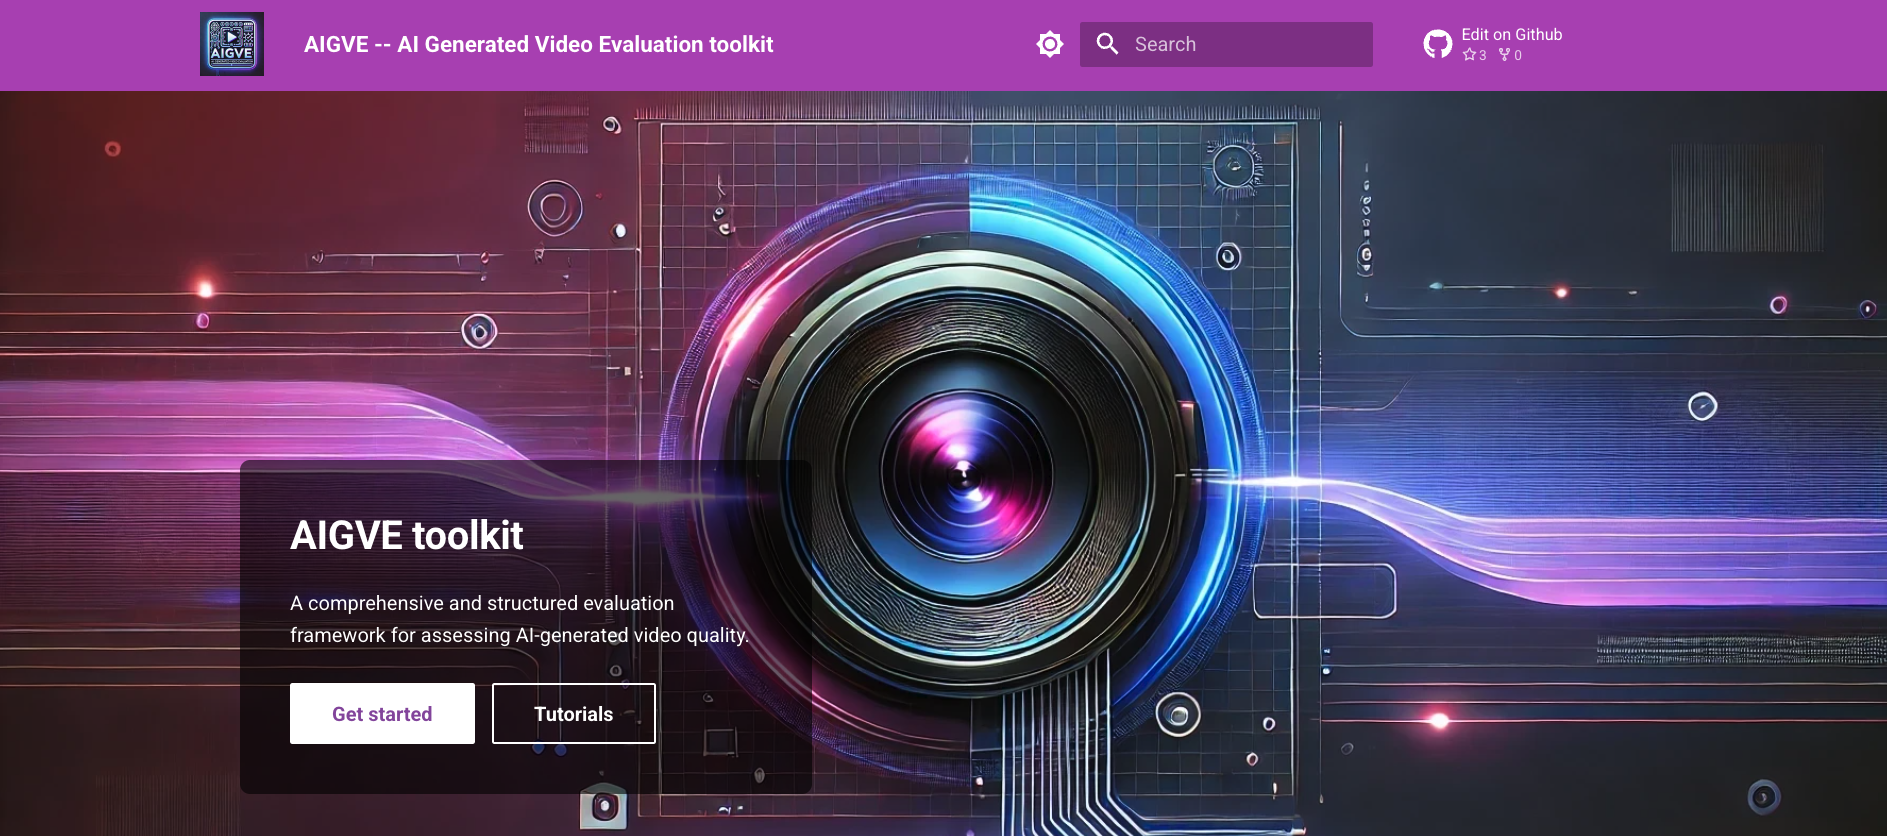 AIGVE
AIGVE -- AI Generated Video Evaluation toolkit
Search
Edit on Github
3 0
AIGVE toolkit
A comprehensive and structured evaluation
framework for assessing AI-generated video quality.
Get started
Tutorials